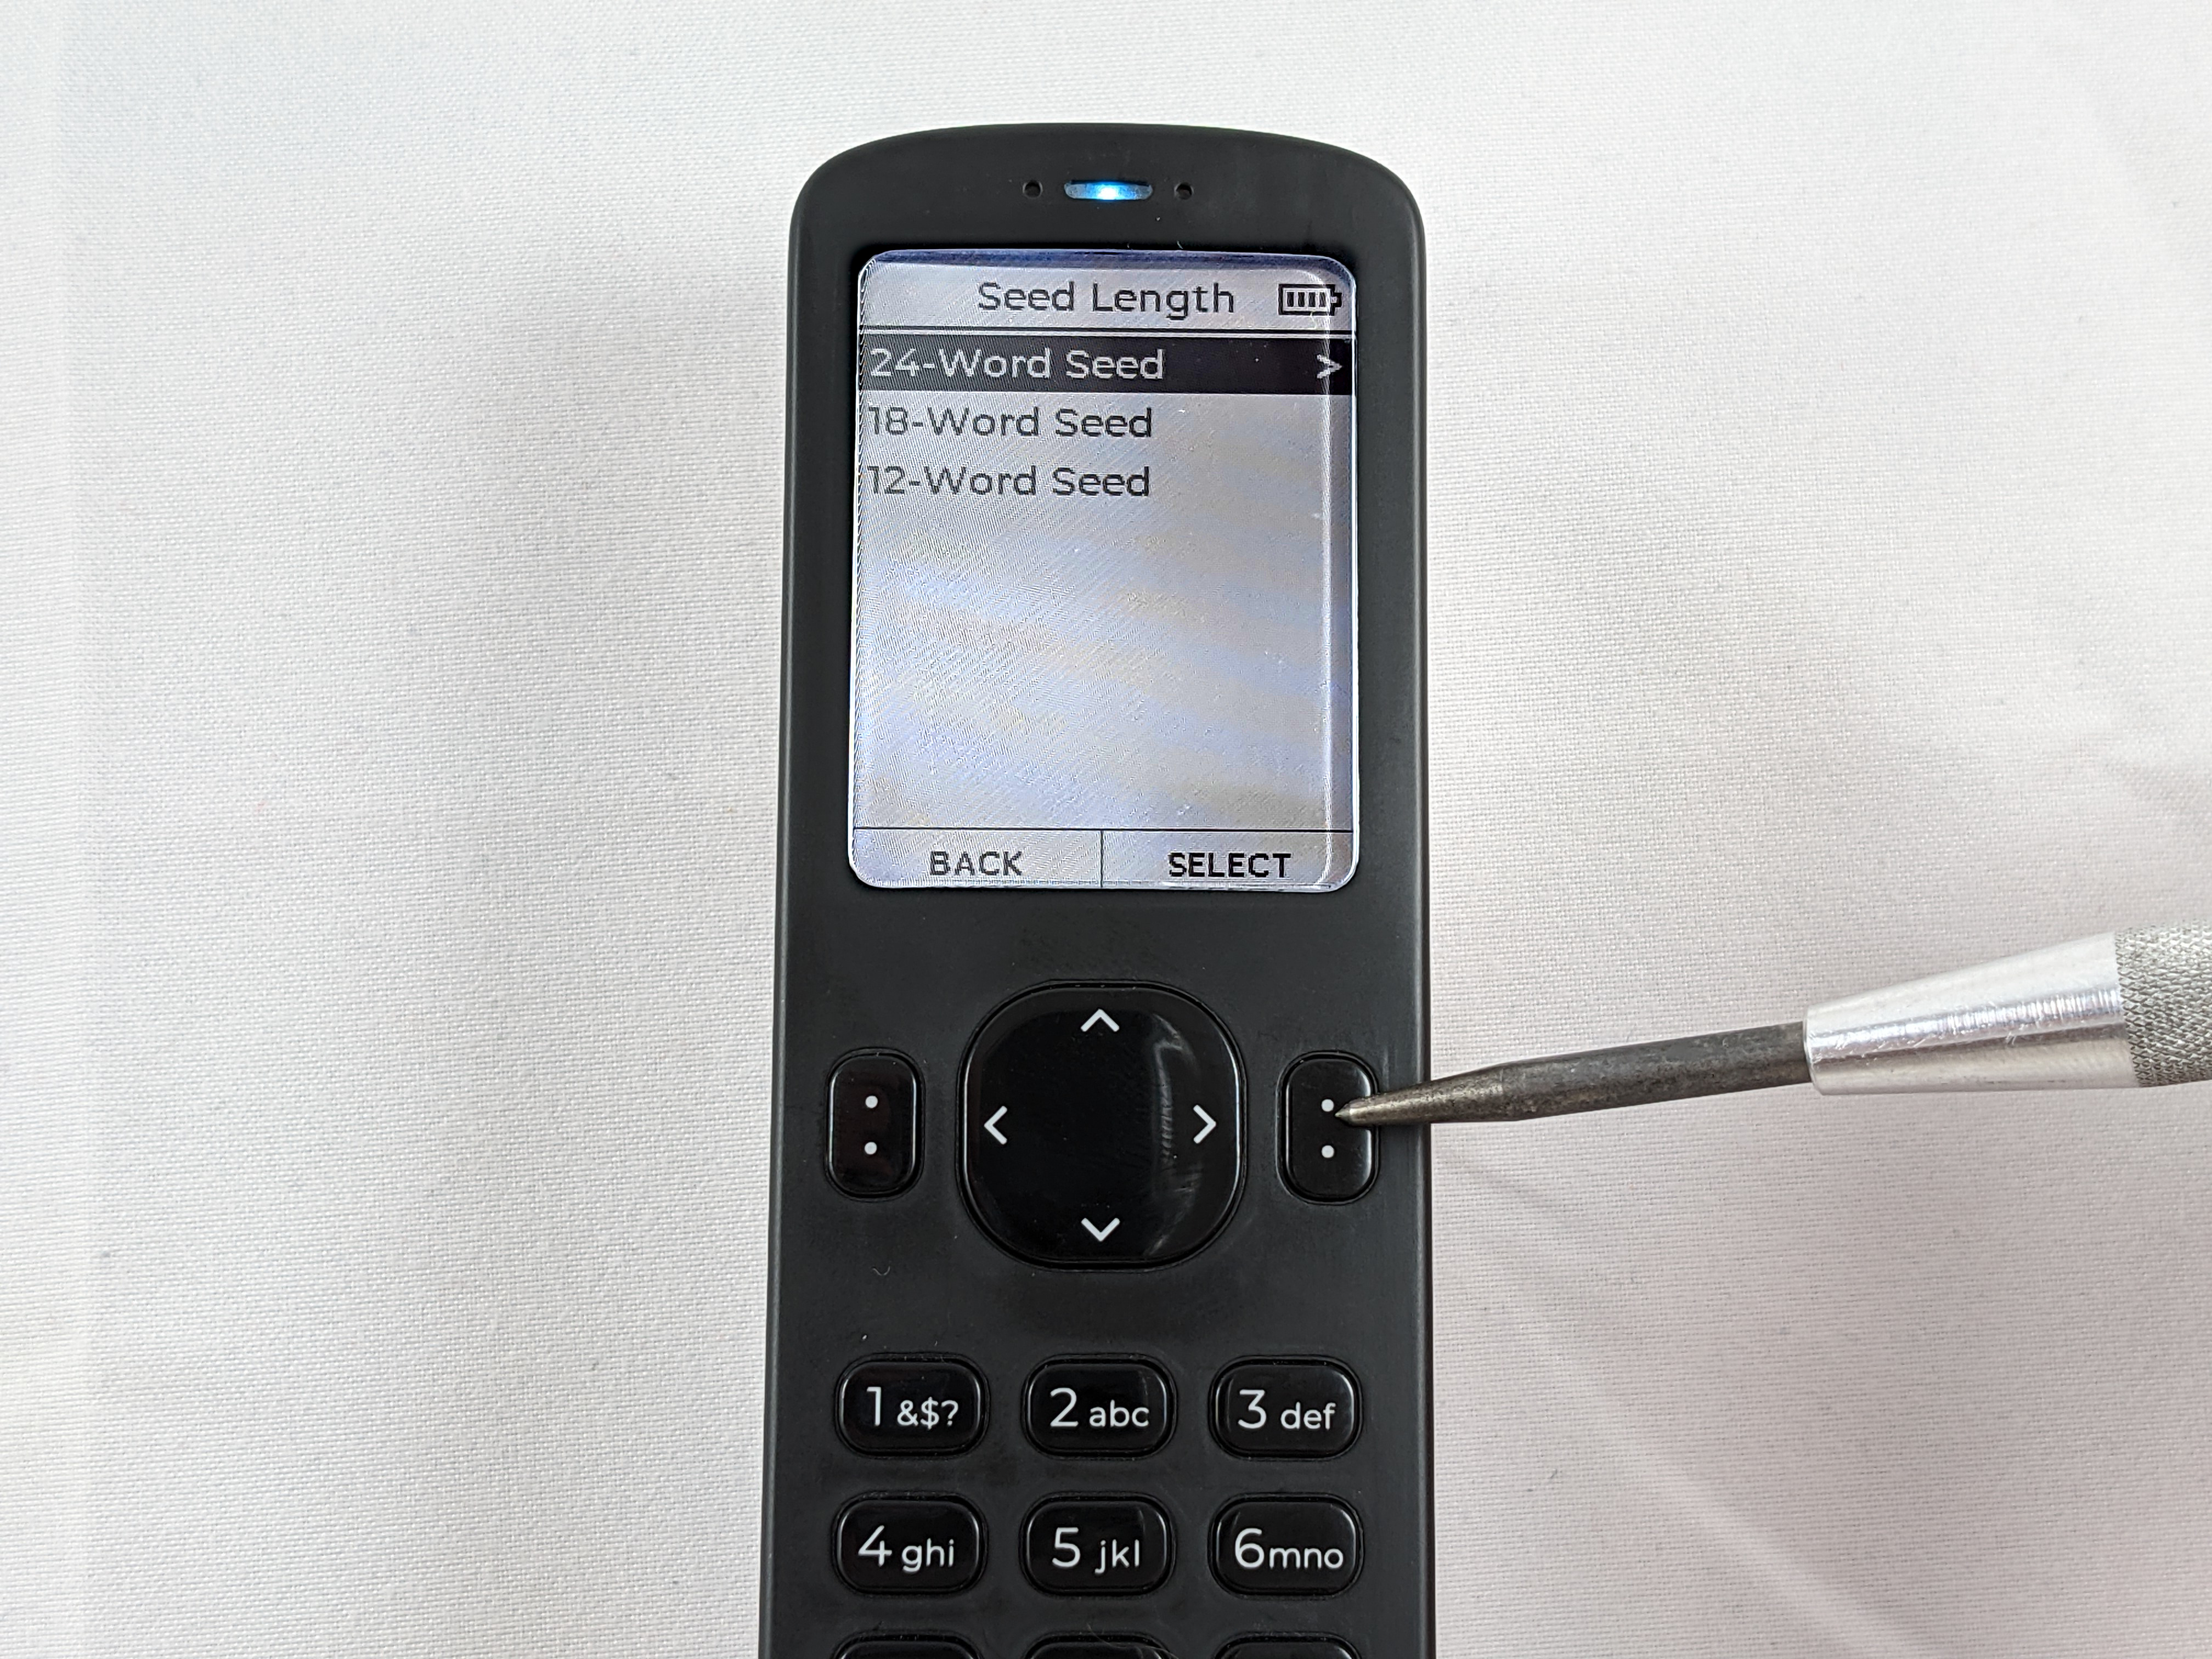 Seed Length
24-Word Seed >
18-Word Seed
12-Word Seed
BACK SELECT
1 &$? 2 abc 3 def
4 ghi 5 jkl 6 mno